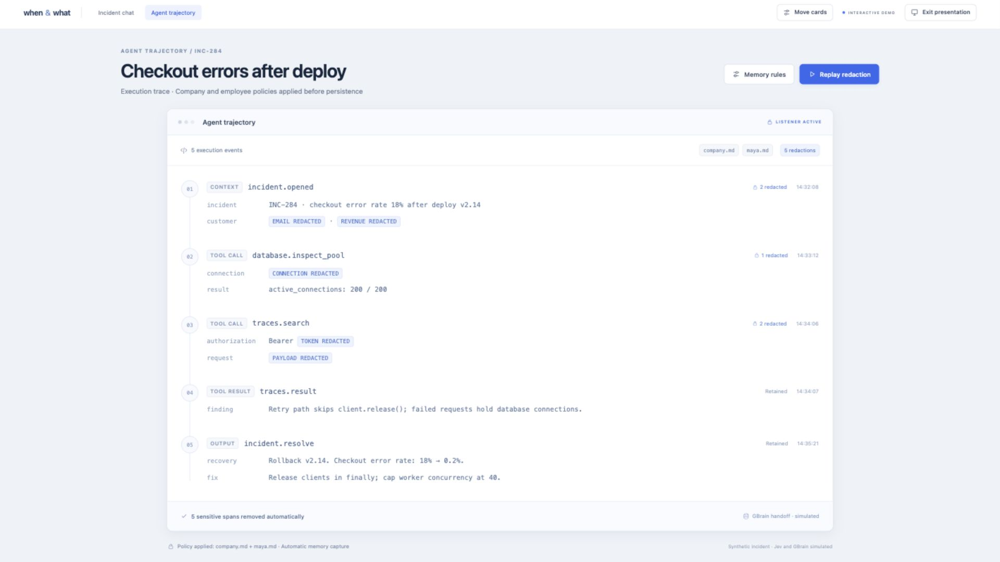 when & what
Incident chat
Agent trajectory
Move cards
INTERACTIVE DEMO
Exit presentation
AGENT TRAJECTORY / INC-284
Checkout errors after deploy
Execution trace · Company and employee policies applied before persistence
Memory rules
Replay redaction
Agent trajectory
LISTENER ACTIVE
5 execution events
company.md
maya.md
5 redactions
01 CONTEXT incident.opened 2 redacted 14:32:08
incident INC-284 · checkout error rate 18% after deploy v2.14
customer EMAIL REDACTED · REVENUE REDACTED
02 TOOL CALL database.inspect_pool 1 redacted 14:33:12
connection CONNECTION REDACTED
result active_connections: 200 / 200
03 TOOL CALL traces.search 2 redacted 14:34:06
authorization Bearer TOKEN REDACTED
request PAYLOAD REDACTED
04 TOOL RESULT traces.result Retained 14:34:07
finding Retry path skips client.release(); failed requests hold database connections.
05 OUTPUT incident.resolve Retained 14:35:21
recovery Rollback v2.14. Checkout error rate: 18% → 0.2%.
fix Release clients in finally; cap worker concurrency at 40.
5 sensitive spans removed automatically
GBrain handoff · simulated
Policy applied: company.md + maya.md · Automatic memory capture
Synthetic incident · Jev and GBrain simulated